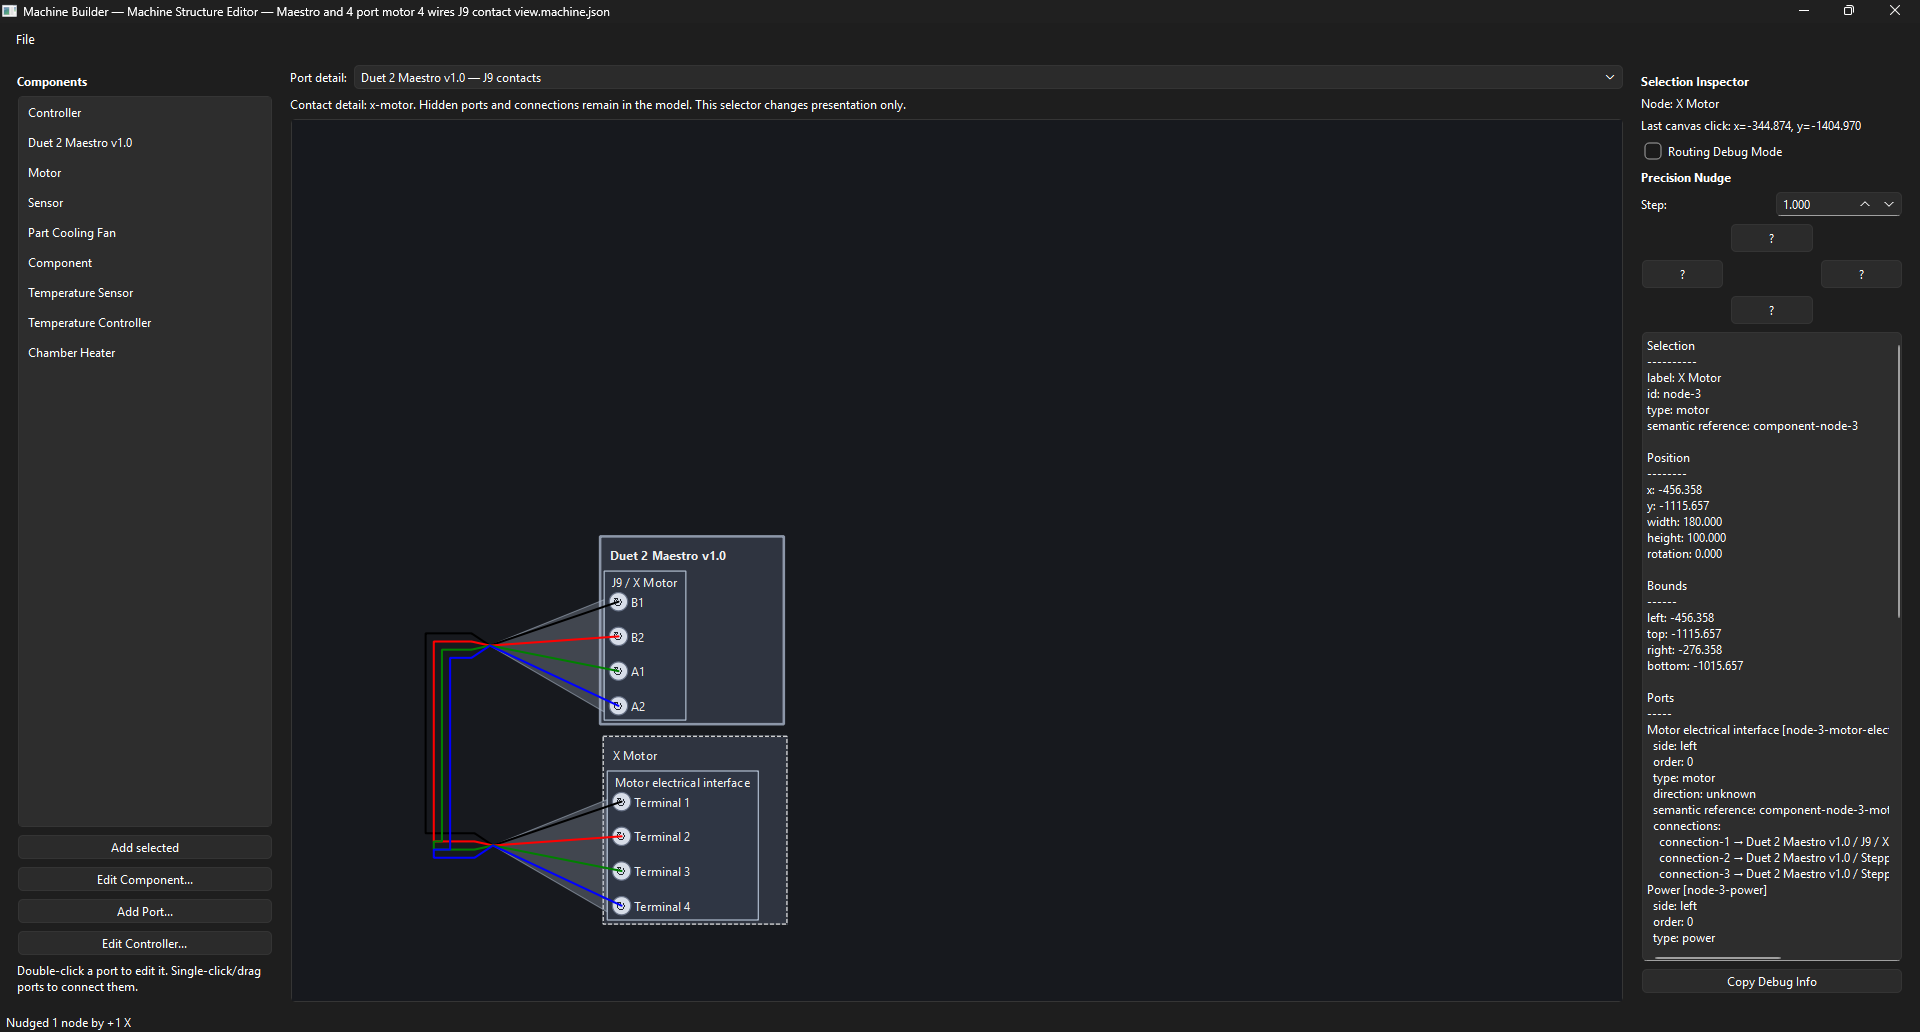 Machine Builder — Machine Structure Editor — Maestro and 4 port motor 4 wires J9 contact view.machine.json
File
Components
Controller
Duet 2 Maestro v1.0
Motor
Sensor
Part Cooling Fan
Component
Temperature Sensor
Temperature Controller
Chamber Heater
Add selected
Edit Component...
Add Port...
Edit Controller...
Double-click a port to edit it. Single-click/drag
ports to connect them.
Nudged 1 node by +1 X
Port detail:
Duet 2 Maestro v1.0 — J9 contacts
Contact detail: x-motor. Hidden ports and connections remain in the model. This selector changes presentation only.
Duet 2 Maestro v1.0
J9 / X Motor
B1
B2
A1
A2
X Motor
Motor electrical interface
Terminal 1
Terminal 2
Terminal 3
Terminal 4
Selection Inspector
Node: X Motor
Last canvas click: x=-344.874, y=-1404.970
Routing Debug Mode
Precision Nudge
Step:
1.000
?
?
?
?
Selection
----------
label: X Motor
id: node-3
type: motor
semantic reference: component-node-3
Position
--------
x: -456.358
y: -1115.657
width: 180.000
height: 100.000
rotation: 0.000
Bounds
------
left: -456.358
top: -1115.657
right: -276.358
bottom: -1015.657
Ports
-----
Motor electrical interface [node-3-motor-elec
side: left
order: 0
type: motor
direction: unknown
semantic reference: component-node-3-mot
connections:
connection-1 → Duet 2 Maestro v1.0 / J9 / X
connection-2 → Duet 2 Maestro v1.0 / Stepp
connection-3 → Duet 2 Maestro v1.0 / Stepp
Power [node-3-power]
side: left
order: 0
type: power
Copy Debug Info